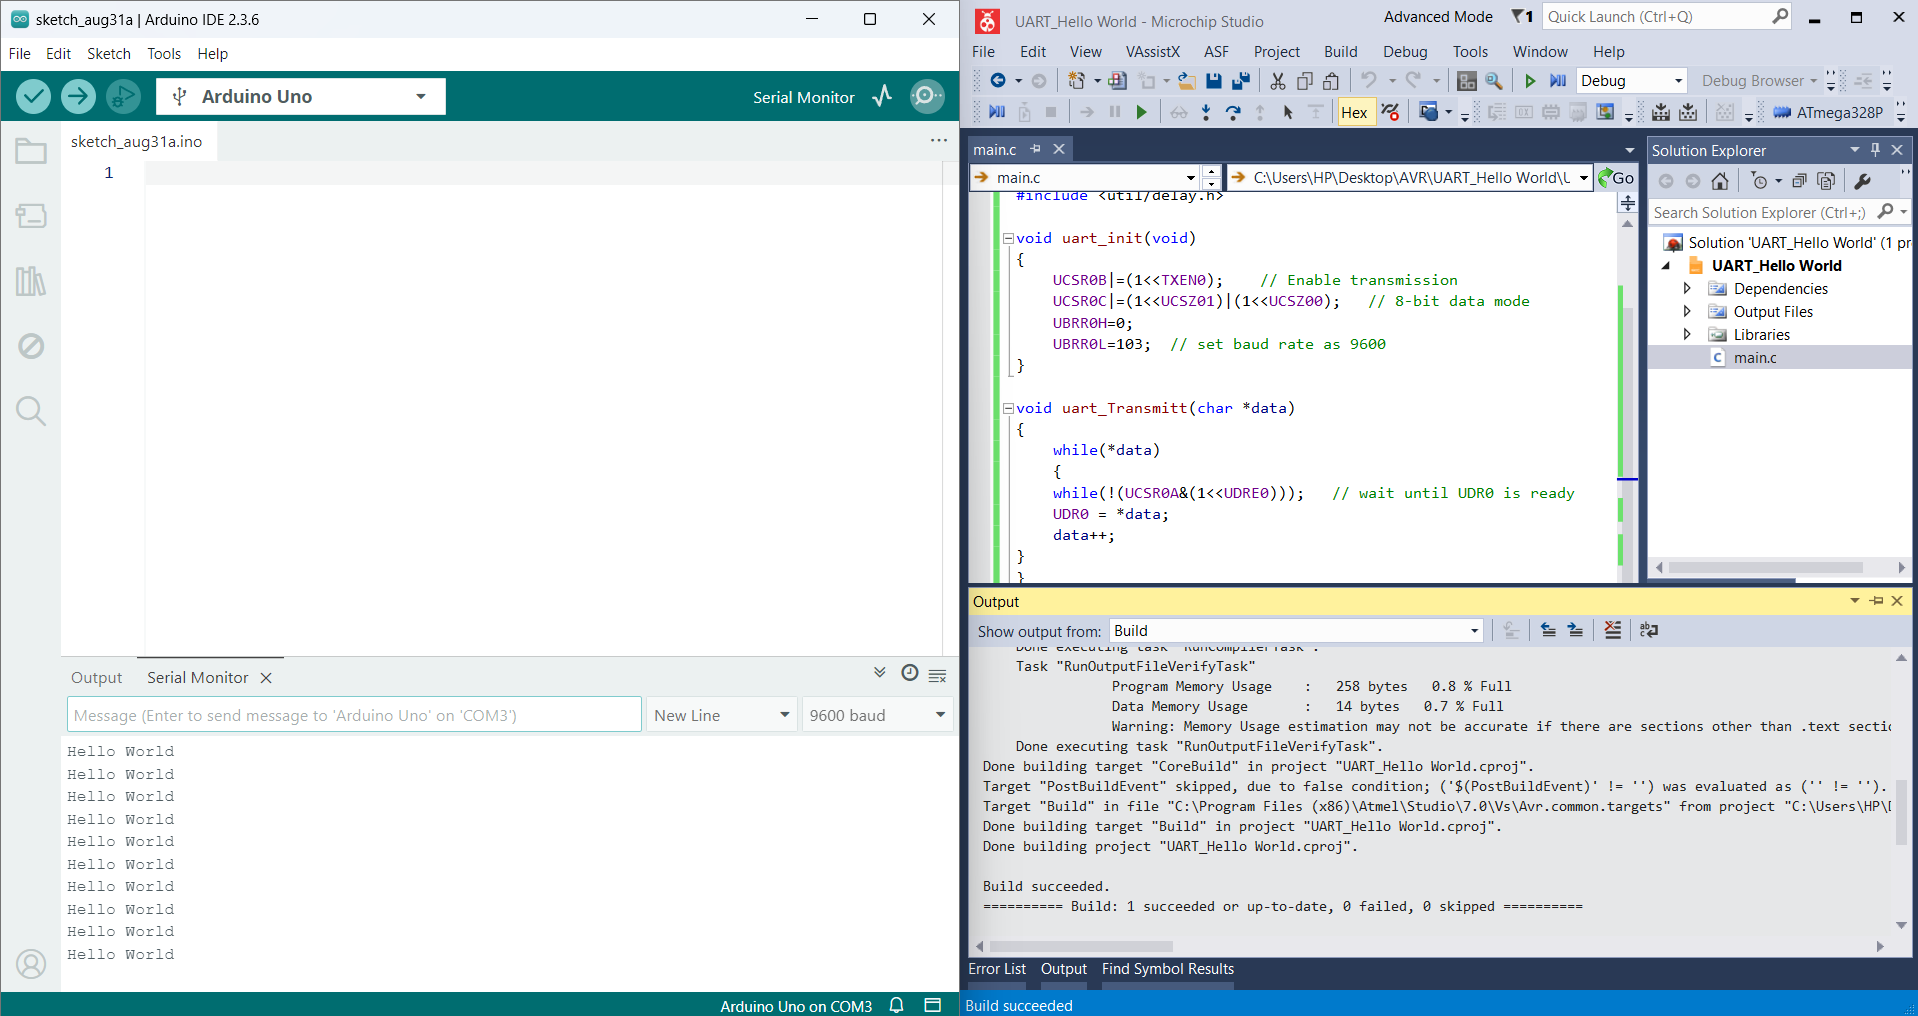 sketch_aug31a | Arduino IDE 2.3.6
File Edit Sketch Tools Help
Arduino Uno
Serial Monitor
sketch_aug31a.ino
1
Output Serial Monitor
Message (Enter to send message to 'Arduino Uno' on 'COM3')
New Line
9600 baud
Hello World
Hello World
Hello World
Hello World
Hello World
Hello World
Hello World
Hello World
Hello World
Hello World
Arduino Uno on COM3
UART_Hello World - Microchip Studio
Advanced Mode
1
Quick Launch (Ctrl+Q)
File Edit View VAssistX ASF Project Build Debug Tools Window Help
Debug
Debug Browser
Hex
ATmega328P
main.c
main.c
C:\Users\HP\Desktop\AVR\UART_Hello World\U
Go
#include <util/delay.h>
void uart_init(void)
{
UCSR0B|=(1<<TXEN0); // Enable transmission
UCSR0C|=(1<<UCSZ01)|(1<<UCSZ00); // 8-bit data mode
UBRR0H=0;
UBRR0L=103; // set baud rate as 9600
}
void uart_Transmitt(char *data)
{
while(*data)
{
while(!(UCSR0A&(1<<UDRE0))); // wait until UDR0 is ready
UDR0 = *data;
data++;
}
}
Solution Explorer
Search Solution Explorer (Ctrl+;)
Solution 'UART_Hello World' (1 pr
UART_Hello World
Dependencies
Output Files
Libraries
main.c
Output
Show output from: Build
Done executing task "RunCompilerTask".
Task "RunOutputFileVerifyTask"
Program Memory Usage : 258 bytes 0.8 % Full
Data Memory Usage : 14 bytes 0.7 % Full
Warning: Memory Usage estimation may not be accurate if there are sections other than .text sectio
Done executing task "RunOutputFileVerifyTask".
Done building target "CoreBuild" in project "UART_Hello World.cproj".
Target "PostBuildEvent" skipped, due to false condition; ('$(PostBuildEvent)' != '') was evaluated as ('' != '').
Target "Build" in file "C:\Program Files (x86)\Atmel\Studio\7.0\Vs\Avr.common.targets" from project "C:\Users\HP\D
Done building target "Build" in project "UART_Hello World.cproj".
Done building project "UART_Hello World.cproj".
Build succeeded.
========== Build: 1 succeeded or up-to-date, 0 failed, 0 skipped ==========
Error List Output Find Symbol Results
Build succeeded